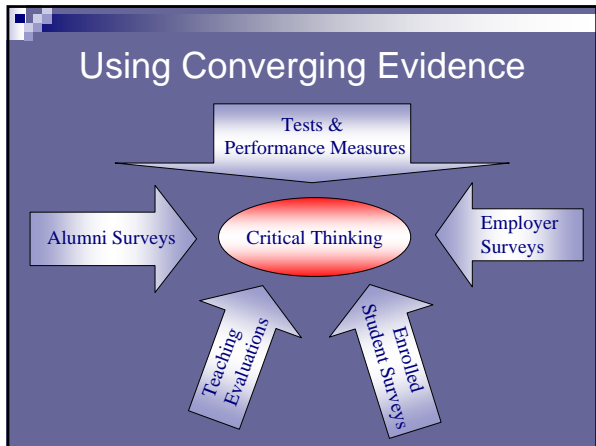 Using Converging Evidence
Tests &
Performance Measures
Alumni Surveys
Critical Thinking
Employer
Surveys
Teaching
Evaluations
Enrolled
Student Surveys